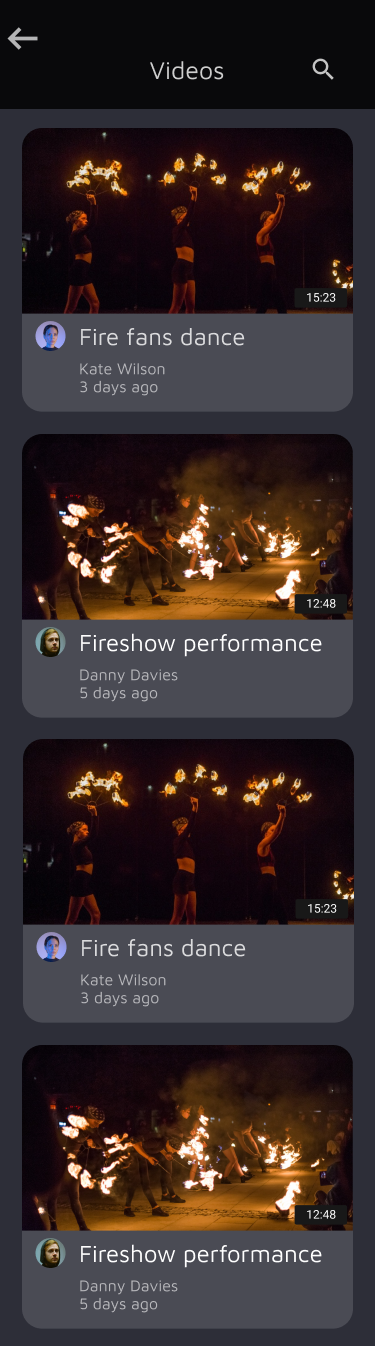 Videos
15:23
Fire fans dance
Kate Wilson
3 days ago
12:48
Fireshow performance
Danny Davies
5 days ago
15:23
Fire fans dance
Kate Wilson
3 days ago
12:48
Fireshow performance
Danny Davies
5 days ago